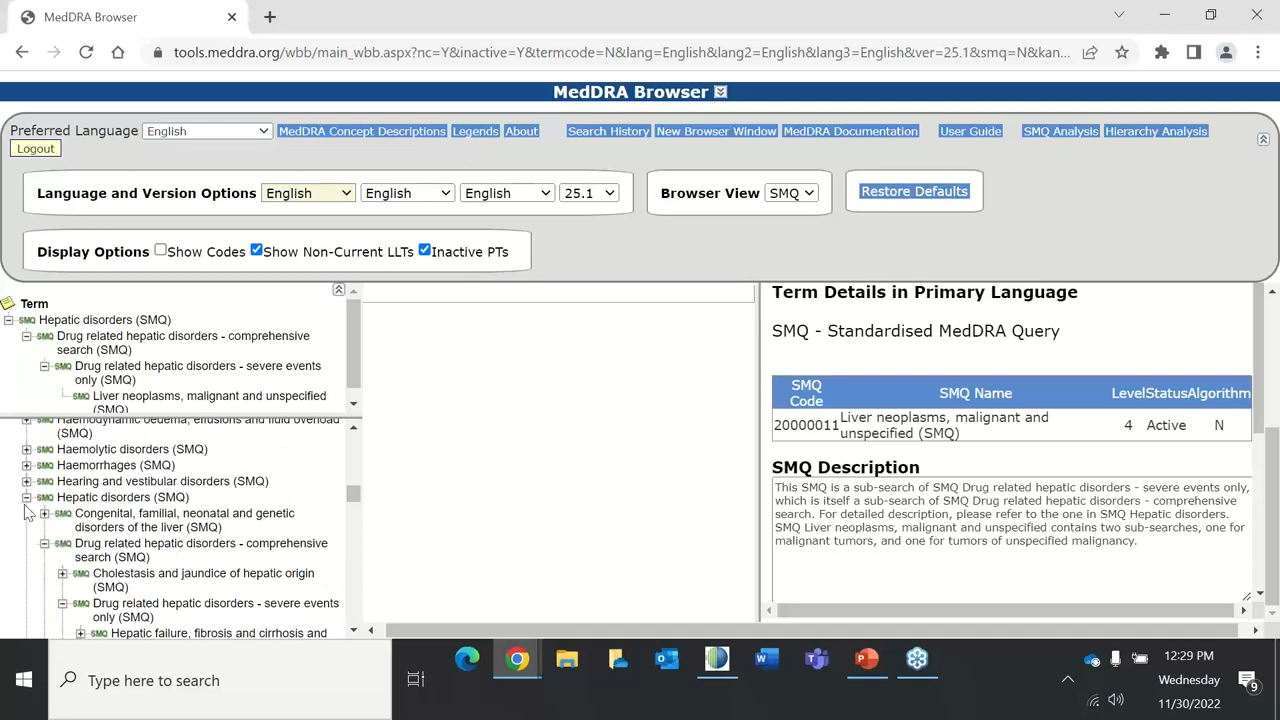 MedDRA Browser
tools.meddra.org/wbb/main_wbb.aspx?nc=Y&inactive=Y&termcode=N&lang=English&lang2=English&lang3=English&ver=25.1&smq=N&kan...
MedDRA Browser
Preferred Language English MedDRA Concept Descriptions Legends About Search History New Browser Window MedDRA Documentation User Guide SMQ Analysis Hierarchy Analysis
Logout
Language and Version Options English English English 25.1 Browser View SMQ Restore Defaults
Display Options Show Codes Show Non-Current LLTs Inactive PTs
Term
SMQ Hepatic disorders (SMQ)
SMQ Drug related hepatic disorders - comprehensive
search (SMQ)
SMQ Drug related hepatic disorders - severe events
only (SMQ)
SMQ Liver neoplasms, malignant and unspecified
(SMQ)
SMQ Haemodynamic oedema, effusions and fluid overload
(SMQ)
SMQ Haemolytic disorders (SMQ)
SMQ Haemorrhages (SMQ)
SMQ Hearing and vestibular disorders (SMQ)
SMQ Hepatic disorders (SMQ)
SMQ Congenital, familial, neonatal and genetic
disorders of the liver (SMQ)
SMQ Drug related hepatic disorders - comprehensive
search (SMQ)
SMQ Cholestasis and jaundice of hepatic origin
(SMQ)
SMQ Drug related hepatic disorders - severe events
only (SMQ)
SMQ Hepatic failure, fibrosis and cirrhosis and
Term Details in Primary Language
SMQ - Standardised MedDRA Query
SMQ
Code
SMQ Name
Level Status Algorithm
20000011 Liver neoplasms, malignant and
unspecified (SMQ)
4 Active N
SMQ Description
This SMQ is a sub-search of SMQ Drug related hepatic disorders - severe events only,
which is itself a sub-search of SMQ Drug related hepatic disorders - comprehensive
search. For detailed description, please refer to the one in SMQ Hepatic disorders.
SMQ Liver neoplasms, malignant and unspecified contains two sub-searches, one for
malignant tumors, and one for tumors of unspecified malignancy.
Type here to search
12:29 PM
Wednesday
11/30/2022
9